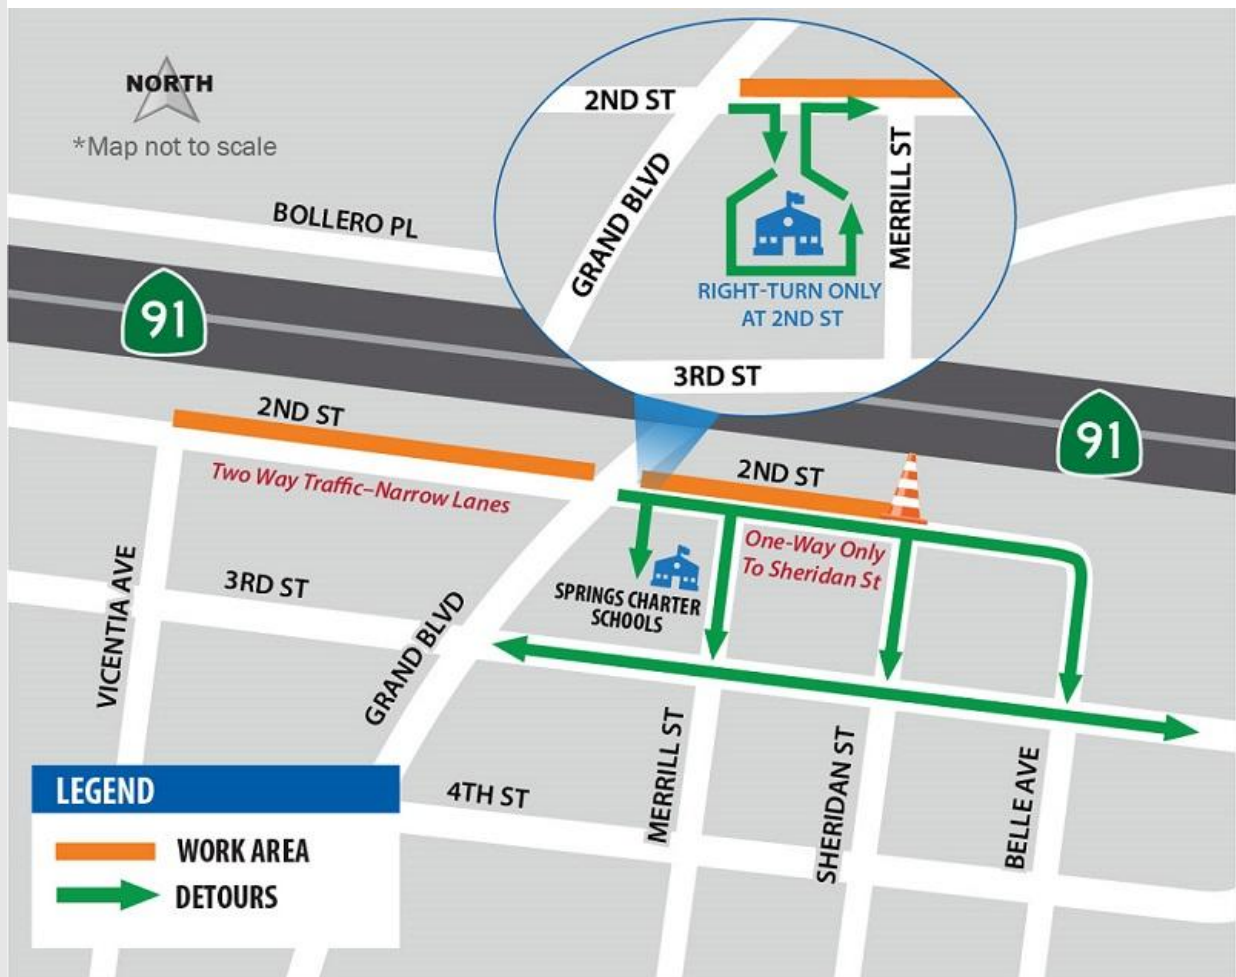 NORTH
*Map not to scale
2ND ST
GRAND BLVD
MERRILL ST
RIGHT-TURN ONLY
AT 2ND ST
3RD ST
BOLLERO PL
91
91
2ND ST
Two Way Traffic–Narrow Lanes
2ND ST
One-Way Only
To Sheridan St
SPRINGS CHARTER
SCHOOLS
VICENTIA AVE
3RD ST
GRAND BLVD
MERRILL ST
SHERIDAN ST
BELLE AVE
4TH ST
LEGEND
WORK AREA
DETOURS